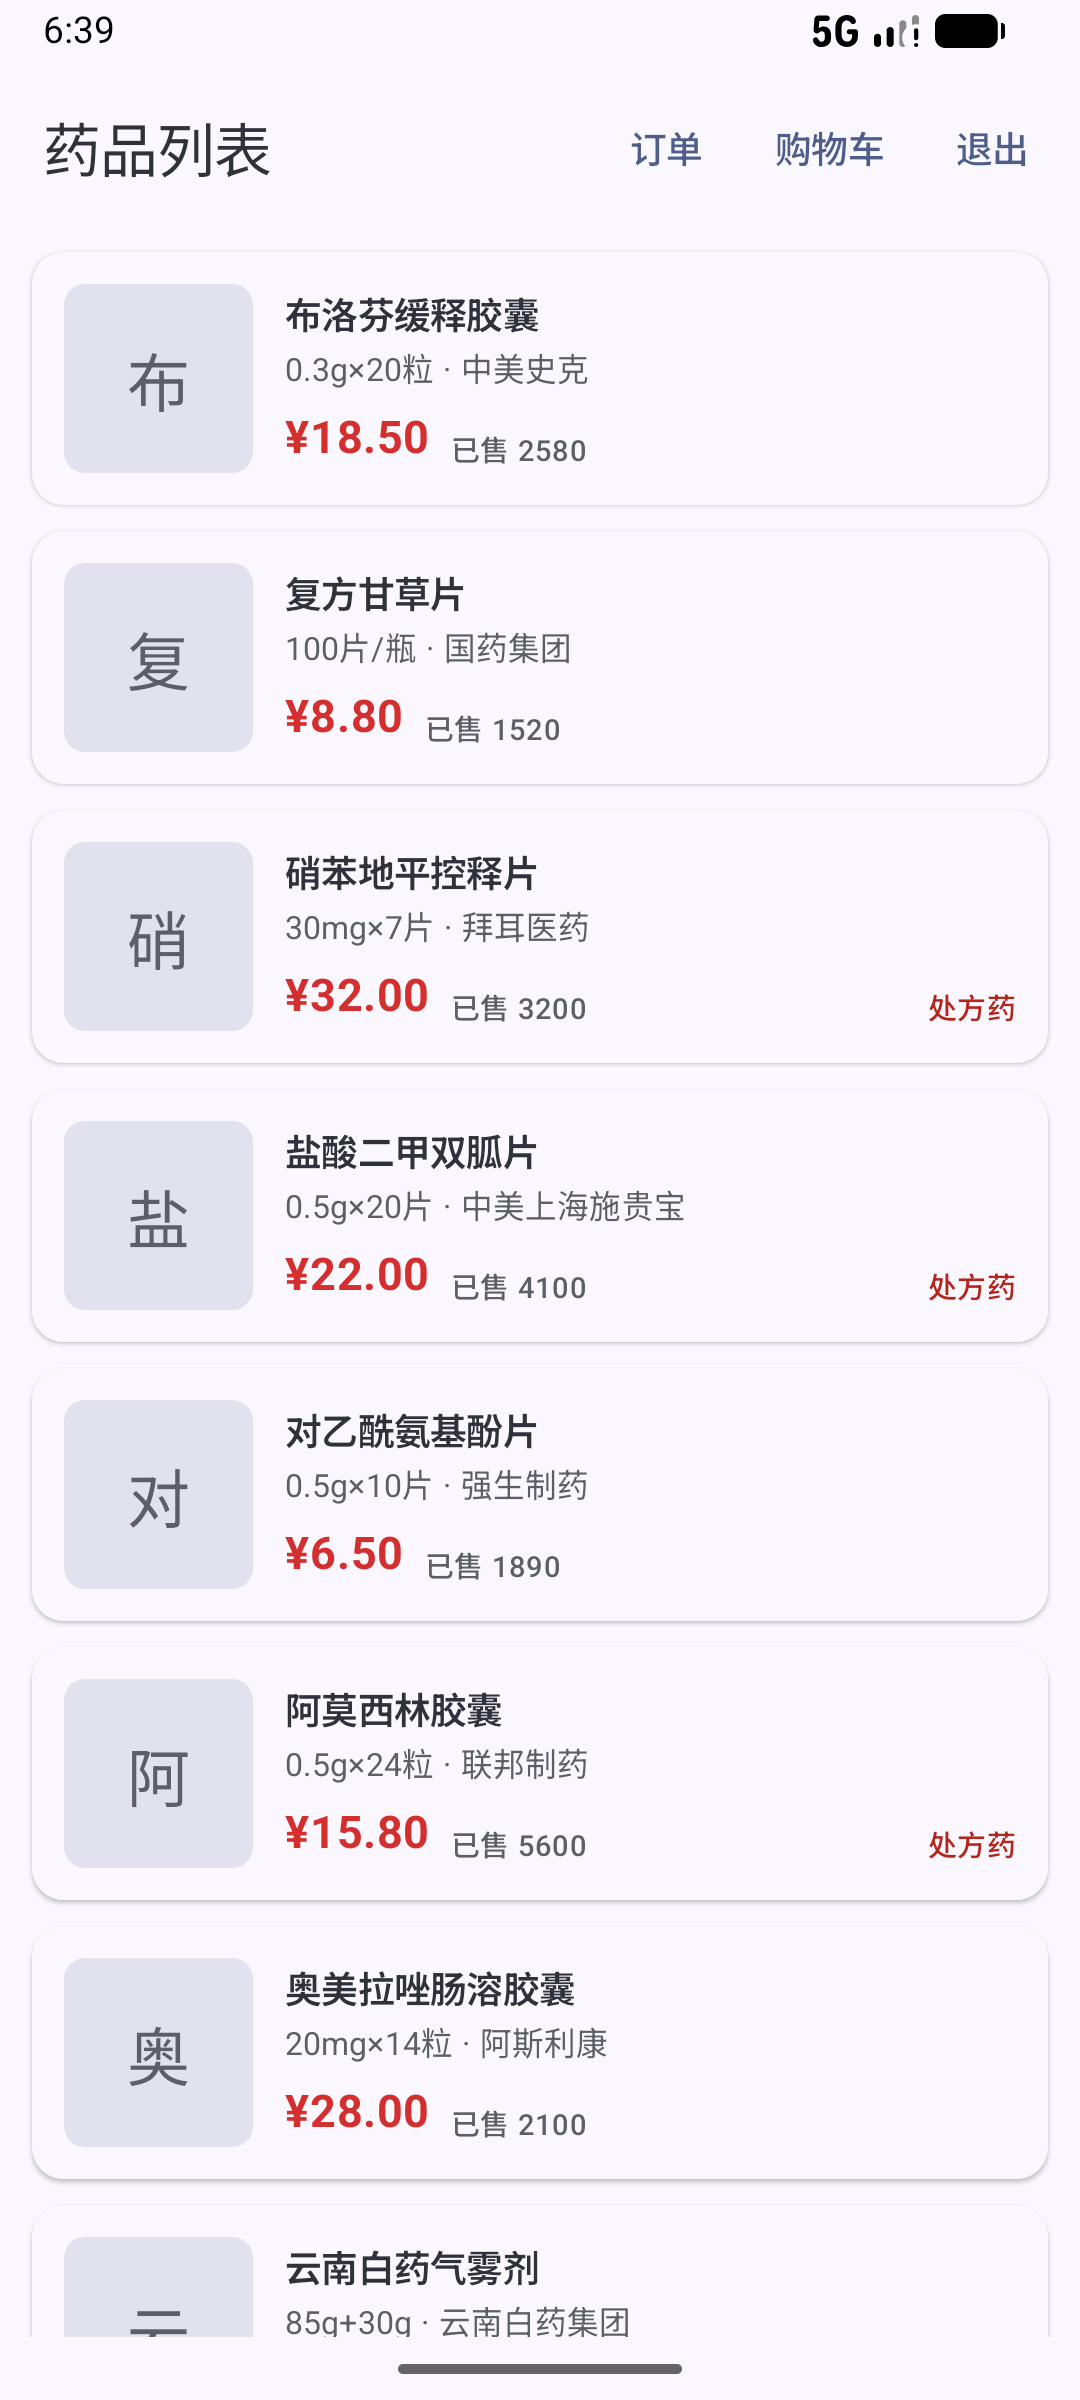 6:39
5G
药品列表
订单
购物车
退出
布
布洛芬缓释胶囊
0.3g×20粒 · 中美史克
¥18.50 已售 2580
复
复方甘草片
100片/瓶 · 国药集团
¥8.80 已售 1520
硝
硝苯地平控释片
30mg×7片 · 拜耳医药
¥32.00 已售 3200
处方药
盐
盐酸二甲双胍片
0.5g×20片 · 中美上海施贵宝
¥22.00 已售 4100
处方药
对
对乙酰氨基酚片
0.5g×10片 · 强生制药
¥6.50 已售 1890
阿
阿莫西林胶囊
0.5g×24粒 · 联邦制药
¥15.80 已售 5600
处方药
奥
奥美拉唑肠溶胶囊
20mg×14粒 · 阿斯利康
¥28.00 已售 2100
云
云南白药气雾剂
85g+30g · 云南白药集团